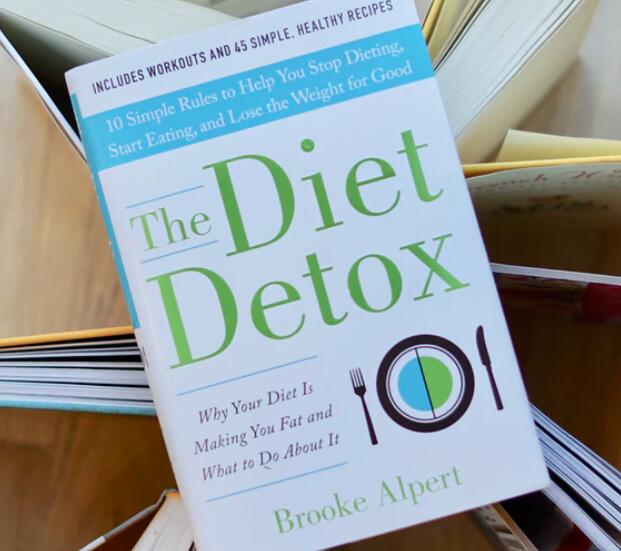 INCLUDES WORKOUTS AND 45 SIMPLE, HEALTHY RECIPES
10 Simple Rules to Help You Stop Dieting,
Start Eating, and Lose the Weight for Good
The Diet
Detox
Why Your Diet Is
Making You Fat and
What to Do About It
Brooke Alpert